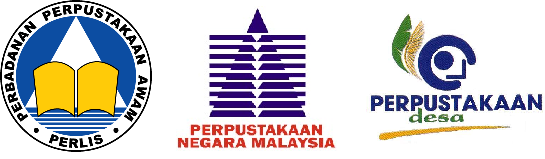 PERBADANAN PERPUSTAKAAN AWAM
• PERLIS •
PERPUSTAKAAN
NEGARA MALAYSIA
PERPUSTAKAAN
desa